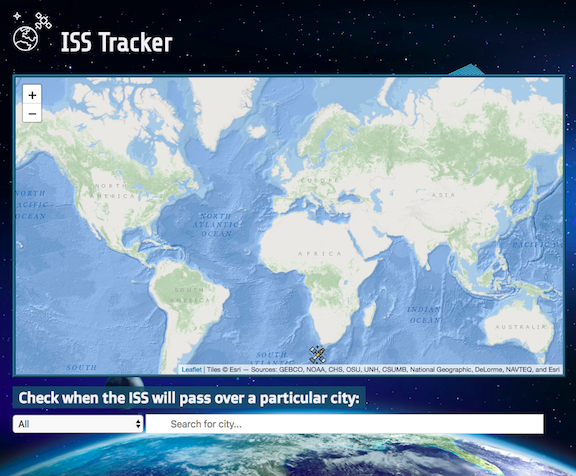 ISS Tracker
+
−
NORTH
PACIFIC
OCEAN
NORTH
AMERICA
EUROPE
ASIA
NORTH
ATLANTIC
OCEAN
PACIFIC
AFRICA
SOUTH
AMERICA
INDIAN
OCEAN
AUSTRALIA
SOUTH
SOUTH
ATLANTIC
Leaflet | Tiles © Esri — Sources: GEBCO, NOAA, CHS, OSU, UNH, CSUMB, National Geographic, DeLorme, NAVTEQ, and Esri
Check when the ISS will pass over a particular city:
All
Search for city...